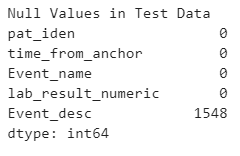 Null Values in Test Data
pat_iden 0
time_from_anchor 0
Event_name 0
lab_result_numeric 0
Event_desc 1548
dtype: int64